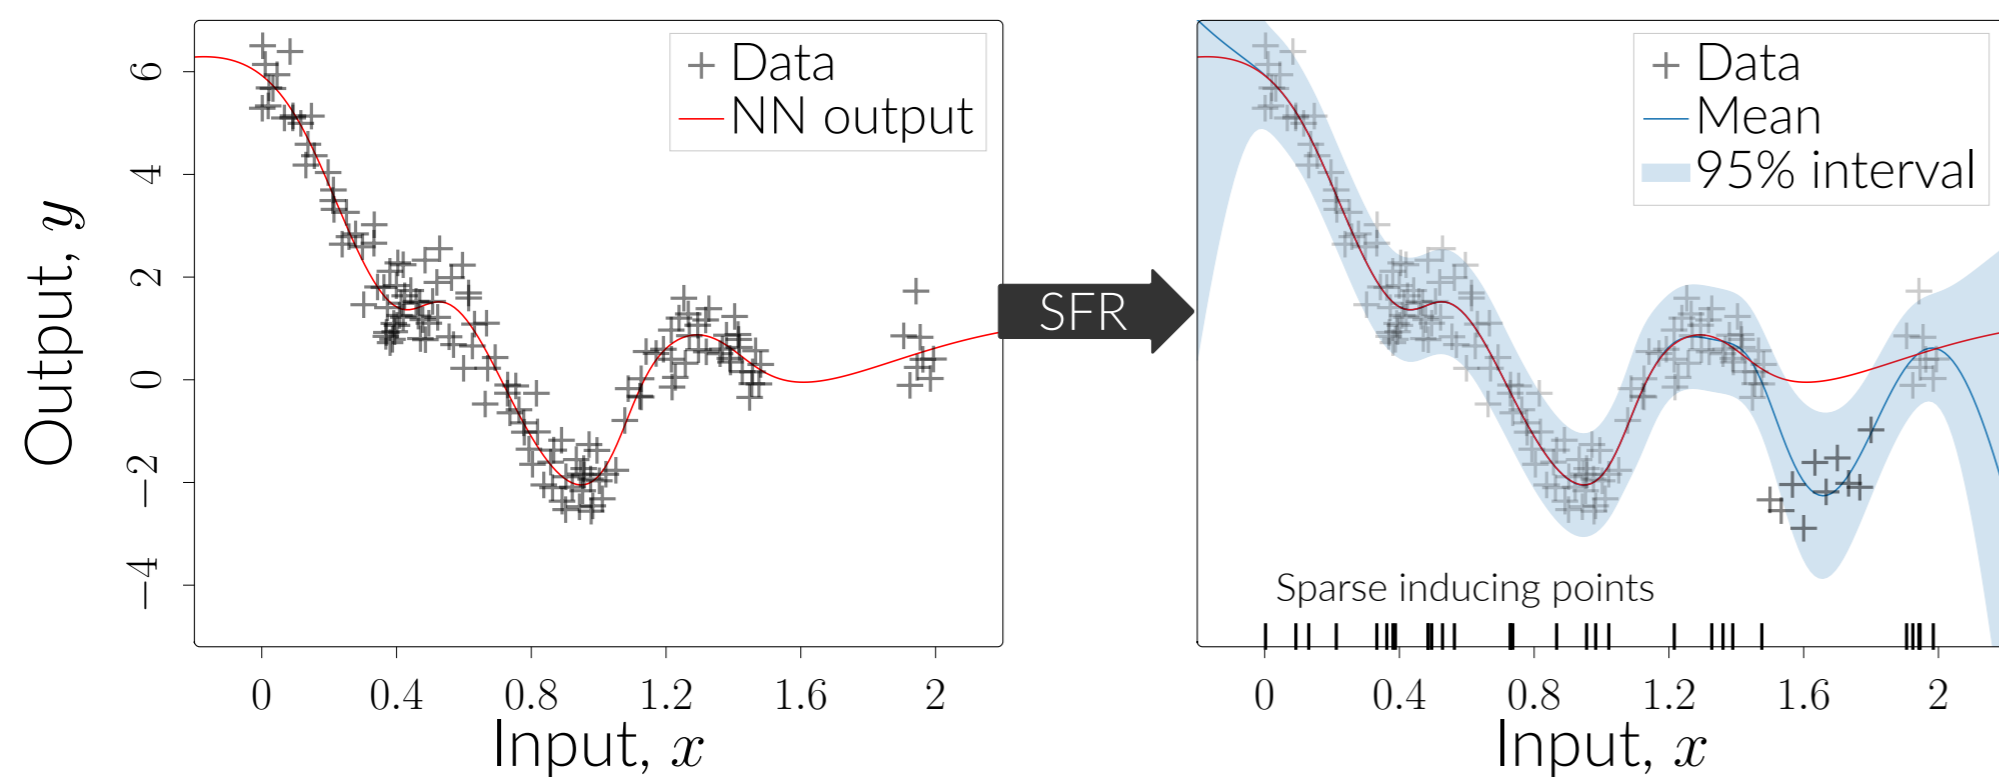 Output, y
6
4
2
0
−2
−4
0 0.4 0.8 1.2 1.6 2
Input, x
Data
NN output
SFR
Data
Mean
95% interval
Sparse inducing points
0 0.4 0.8 1.2 1.6 2
Input, x